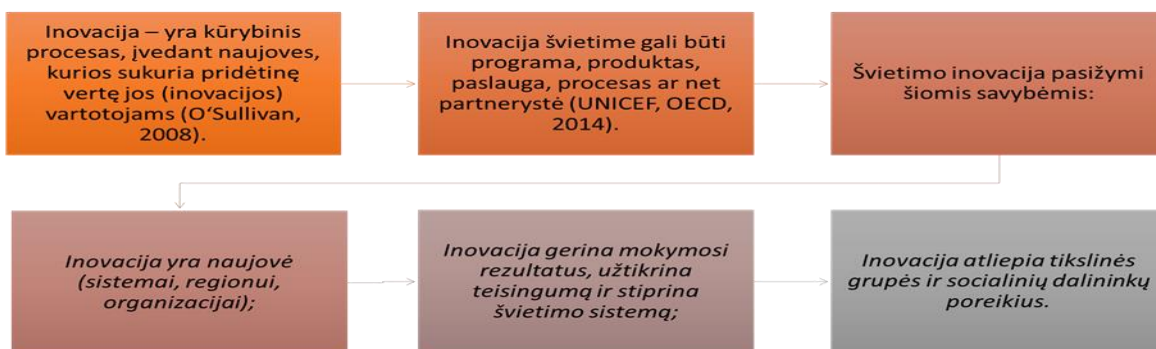 Inovacija – yra kūrybinis
procesas, įvedant naujoves,
kurios sukuria pridėtinę
vertę jos (inovacijos)
vartotojams (O‘Sullivan,
2008).
Inovacija švietime gali būti
programa, produktas,
paslauga, procesas ar net
partnerystė (UNICEF, OECD,
2014).
Švietimo inovacija pasižymi
šiomis savybėmis:
Inovacija yra naujovė
(sistemai, regionui,
organizacijai);
Inovacija gerina mokymosi
rezultatus, užtikrina
teisingumą ir stiprina
švietimo sistemą;
Inovacija atliepia tikslinės
grupės ir socialinių dalininkų
poreikius.